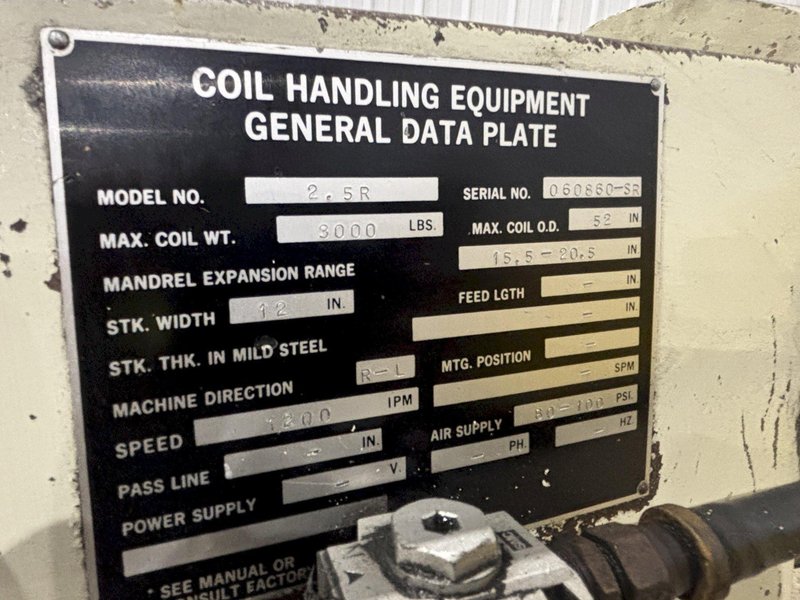 COIL HANDLING EQUIPMENT
GENERAL DATA PLATE
MODEL NO. 2.5R SERIAL NO. 060860-SR
MAX. COIL WT. 8000 LBS. MAX. COIL O.D. 52 IN
MANDREL EXPANSION RANGE 15.5-20.5 IN.
STK. WIDTH 12 IN. FEED LGTH - IN.
STK. THK. IN MILD STEEL - IN.
MACHINE DIRECTION R-L MTG. POSITION -
SPEED 1200 IPM - SPM
PASS LINE - IN. AIR SUPPLY 80-100 PSI.
POWER SUPPLY - V. - PH. - HZ.
* SEE MANUAL OR
CONSULT FACTORY